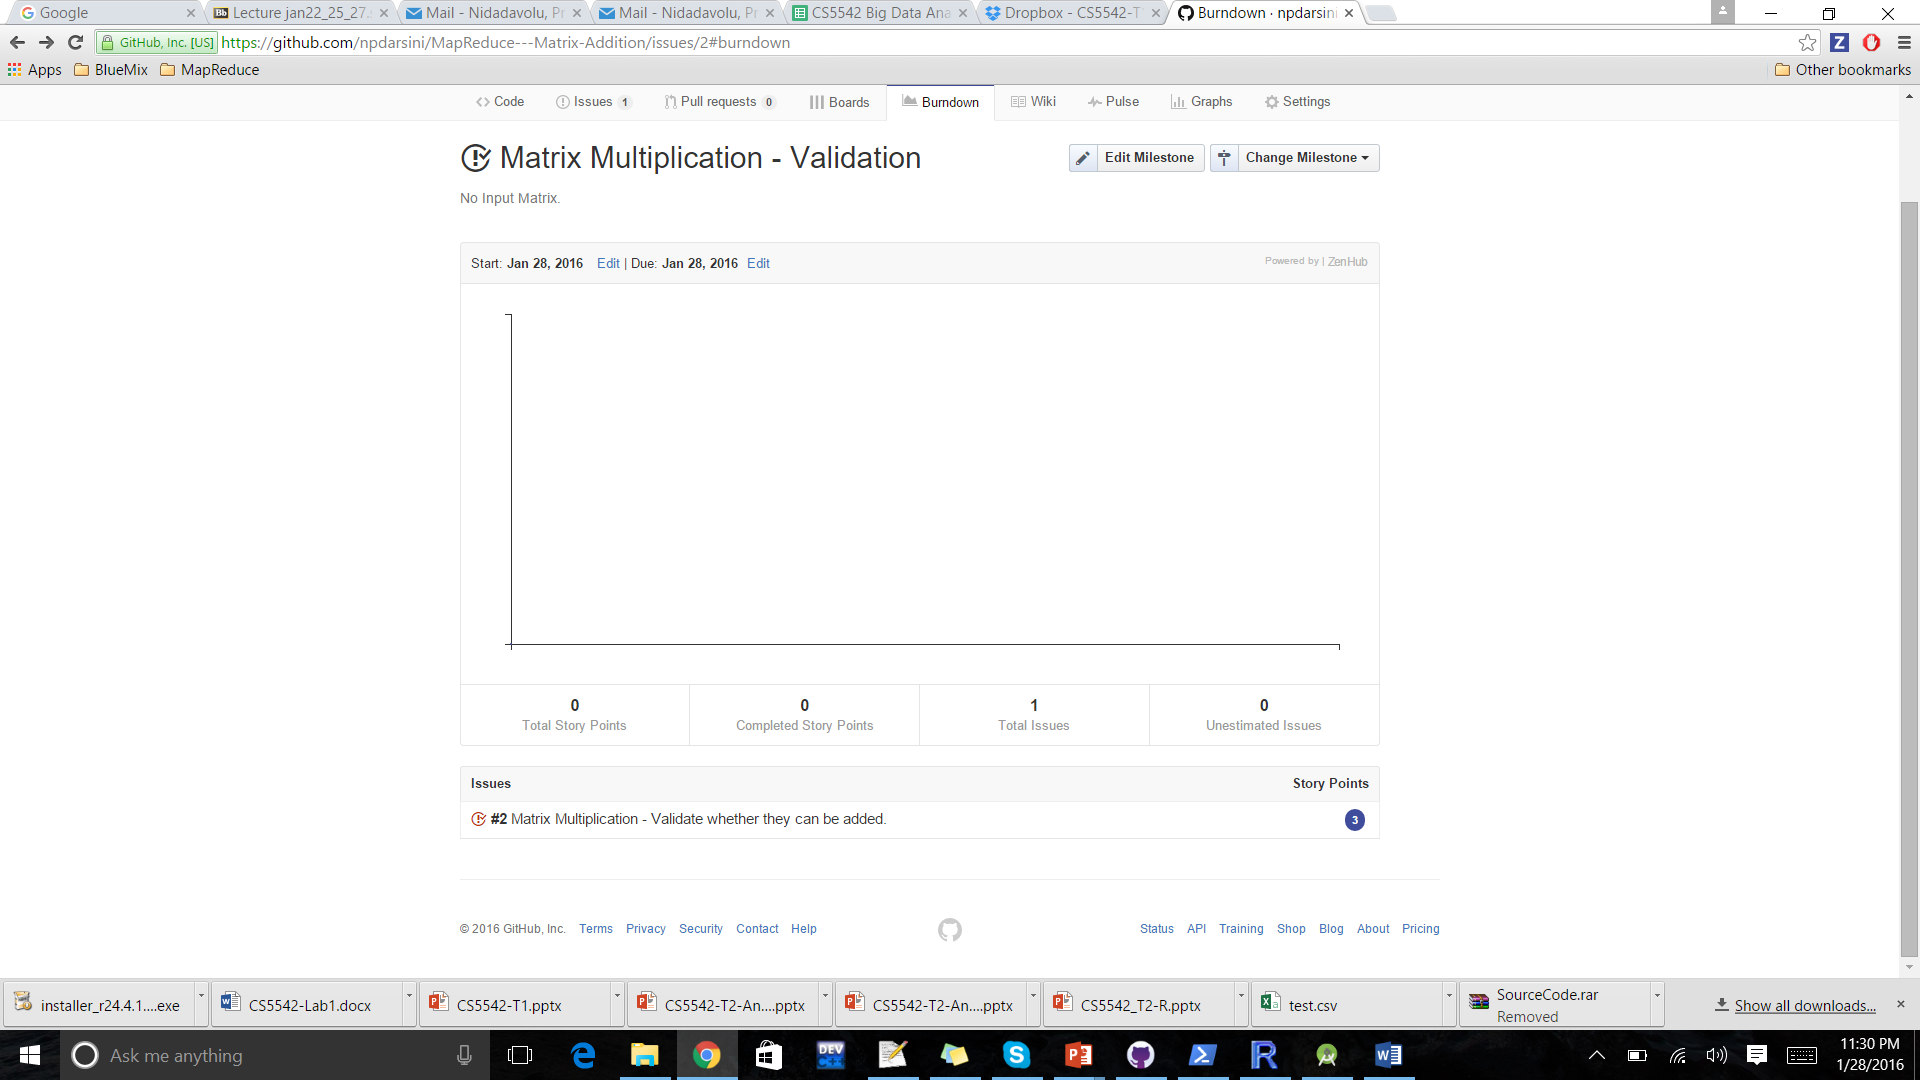 Google
Lecture jan22_25_27.
Mail - Nidadavolu, Pr
Mail - Nidadavolu, Pr
CS5542 Big Data Ana
Dropbox - CS5542-T
Burndown · npdarsini
GitHub, Inc. [US] https://github.com/npdarsini/MapReduce---Matrix-Addition/issues/2#burndown
Apps BlueMix MapReduce Other bookmarks
Code Issues 1 Pull requests 0 Boards Burndown Wiki Pulse Graphs Settings
Matrix Multiplication - Validation
Edit Milestone Change Milestone
No Input Matrix.
Start: Jan 28, 2016 Edit | Due: Jan 28, 2016 Edit
Powered by | ZenHub
0 0 1 0
Total Story Points Completed Story Points Total Issues Unestimated Issues
Issues Story Points
#2 Matrix Multiplication - Validate whether they can be added. 3
© 2016 GitHub, Inc. Terms Privacy Security Contact Help Status API Training Shop Blog About Pricing
installer_r24.4.1....exe
CS5542-Lab1.docx
CS5542-T1.pptx
CS5542-T2-An....pptx
CS5542-T2-An....pptx
CS5542_T2-R.pptx
test.csv
SourceCode.rar
Removed
Show all downloads...
Ask me anything
DEV
11:30 PM
1/28/2016